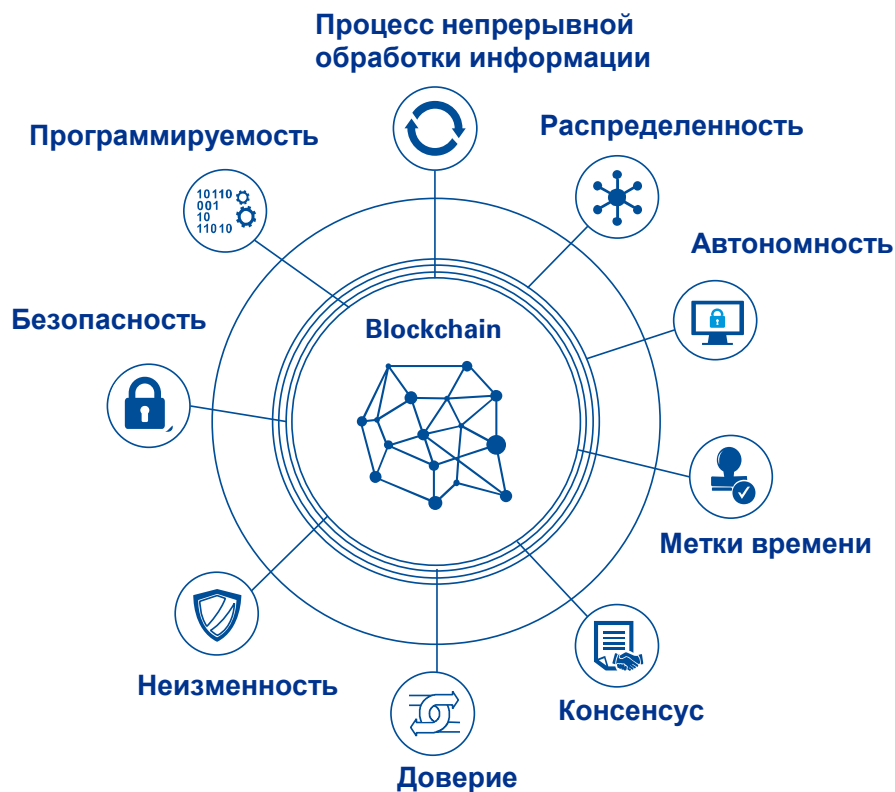 Процесс непрерывной
обработки информации
Программируемость
Распределенность
10110
001
10
11010
Автономность
Безопасность
Blockchain
Метки времени
Неизменность
Консенсус
Доверие